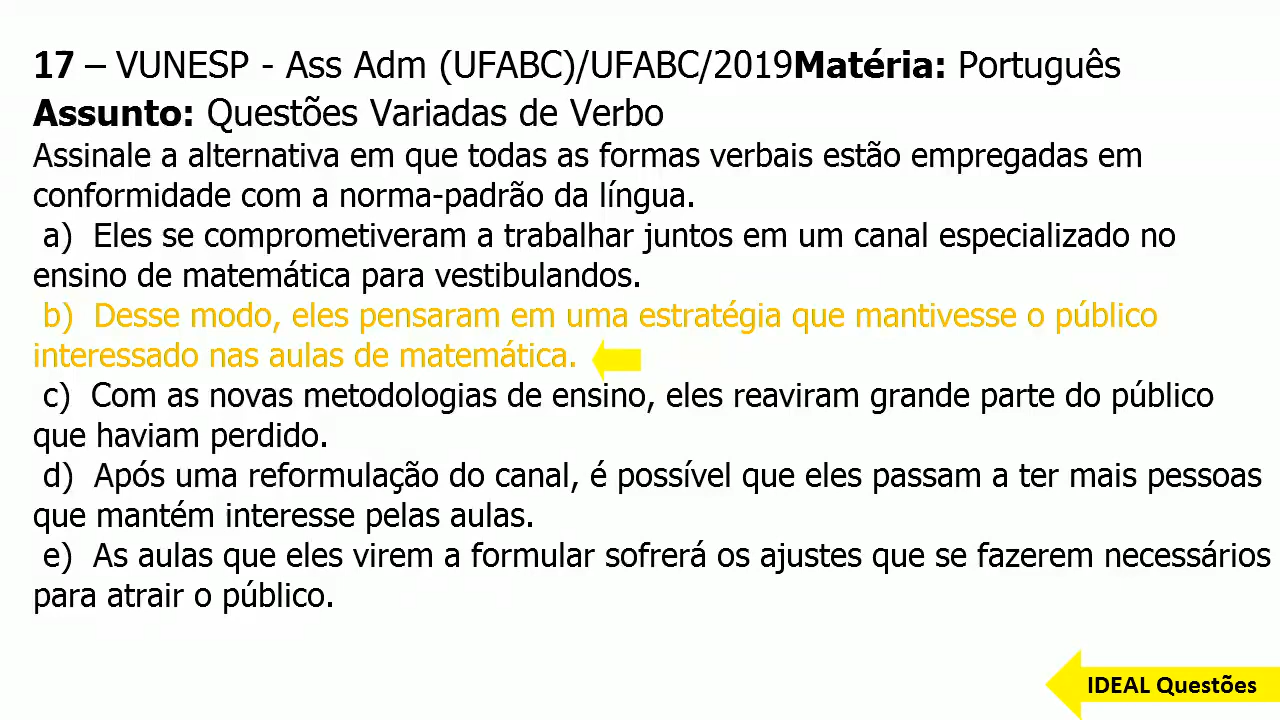 17 – VUNESP - Ass Adm (UFABC)/UFABC/2019Matéria: Português
Assunto: Questões Variadas de Verbo
Assinale a alternativa em que todas as formas verbais estão empregadas em
conformidade com a norma-padrão da língua.
a) Eles se comprometiveram a trabalhar juntos em um canal especializado no
ensino de matemática para vestibulandos.
b) Desse modo, eles pensaram em uma estratégia que mantivesse o público
interessado nas aulas de matemática.
c) Com as novas metodologias de ensino, eles reaviram grande parte do público
que haviam perdido.
d) Após uma reformulação do canal, é possível que eles passam a ter mais pessoas
que mantém interesse pelas aulas.
e) As aulas que eles virem a formular sofrerá os ajustes que se fazerem necessários
para atrair o público.
IDEAL Questões